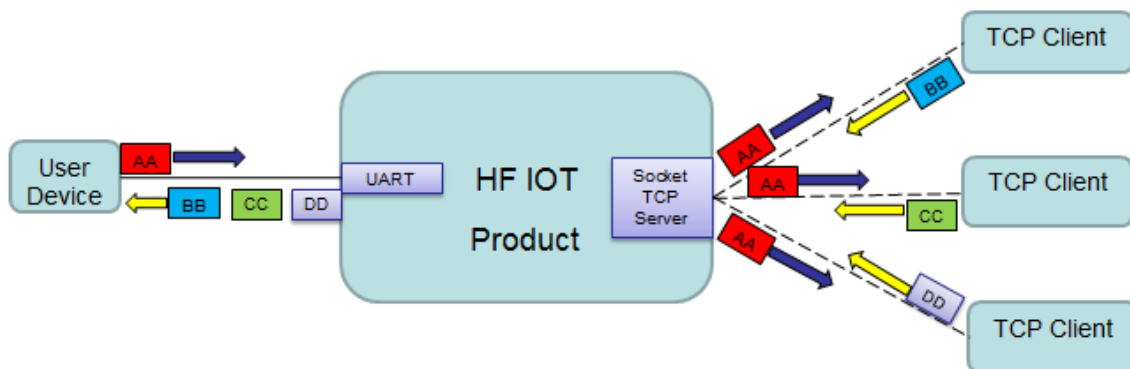 TCP Client
BB
AA
User
Device
AA
BB
CC
DD
UART
HF IOT
Product
Socket
TCP
Server
AA
TCP Client
CC
AA
DD
TCP Client